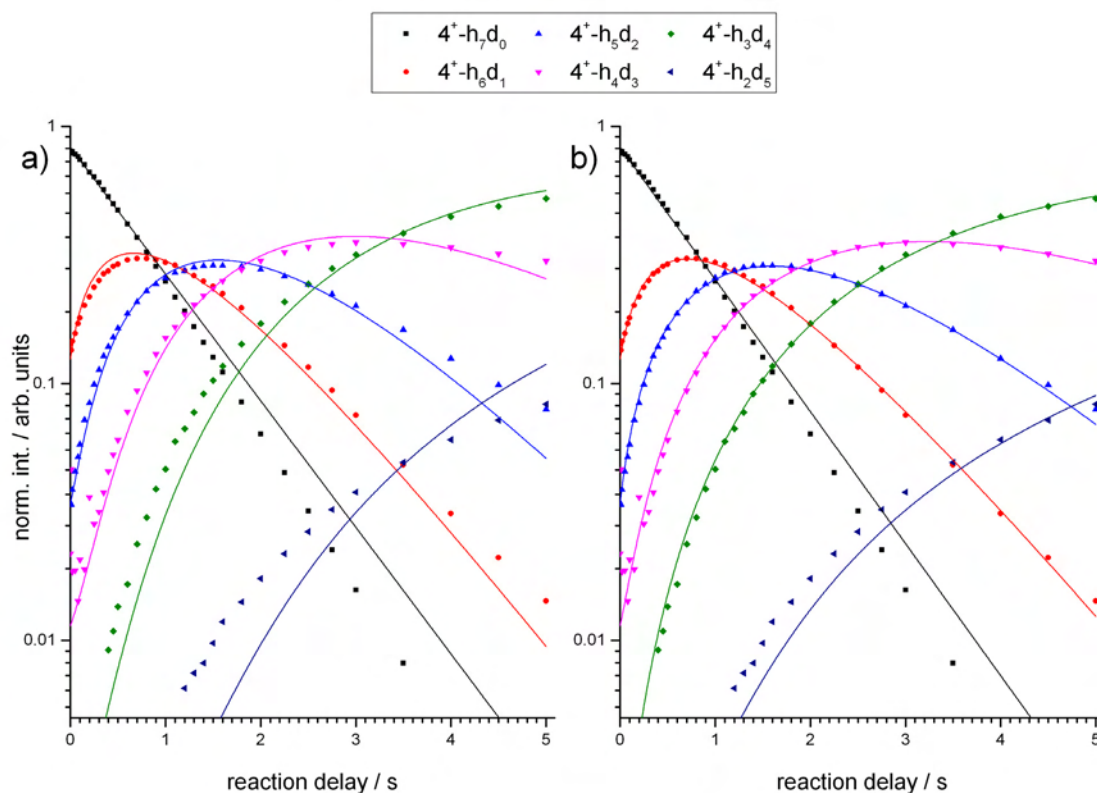 4⁺-h₇d₀ 4⁺-h₅d₂ 4⁺-h₃d₄
4⁺-h₆d₁ 4⁺-h₄d₃ 4⁺-h₂d₅
a)
norm. int. / arb. units
1
0.1
0.01
0 1 2 3 4 5
reaction delay / s
b)
1
0.1
0.01
0 1 2 3 4 5
reaction delay / s